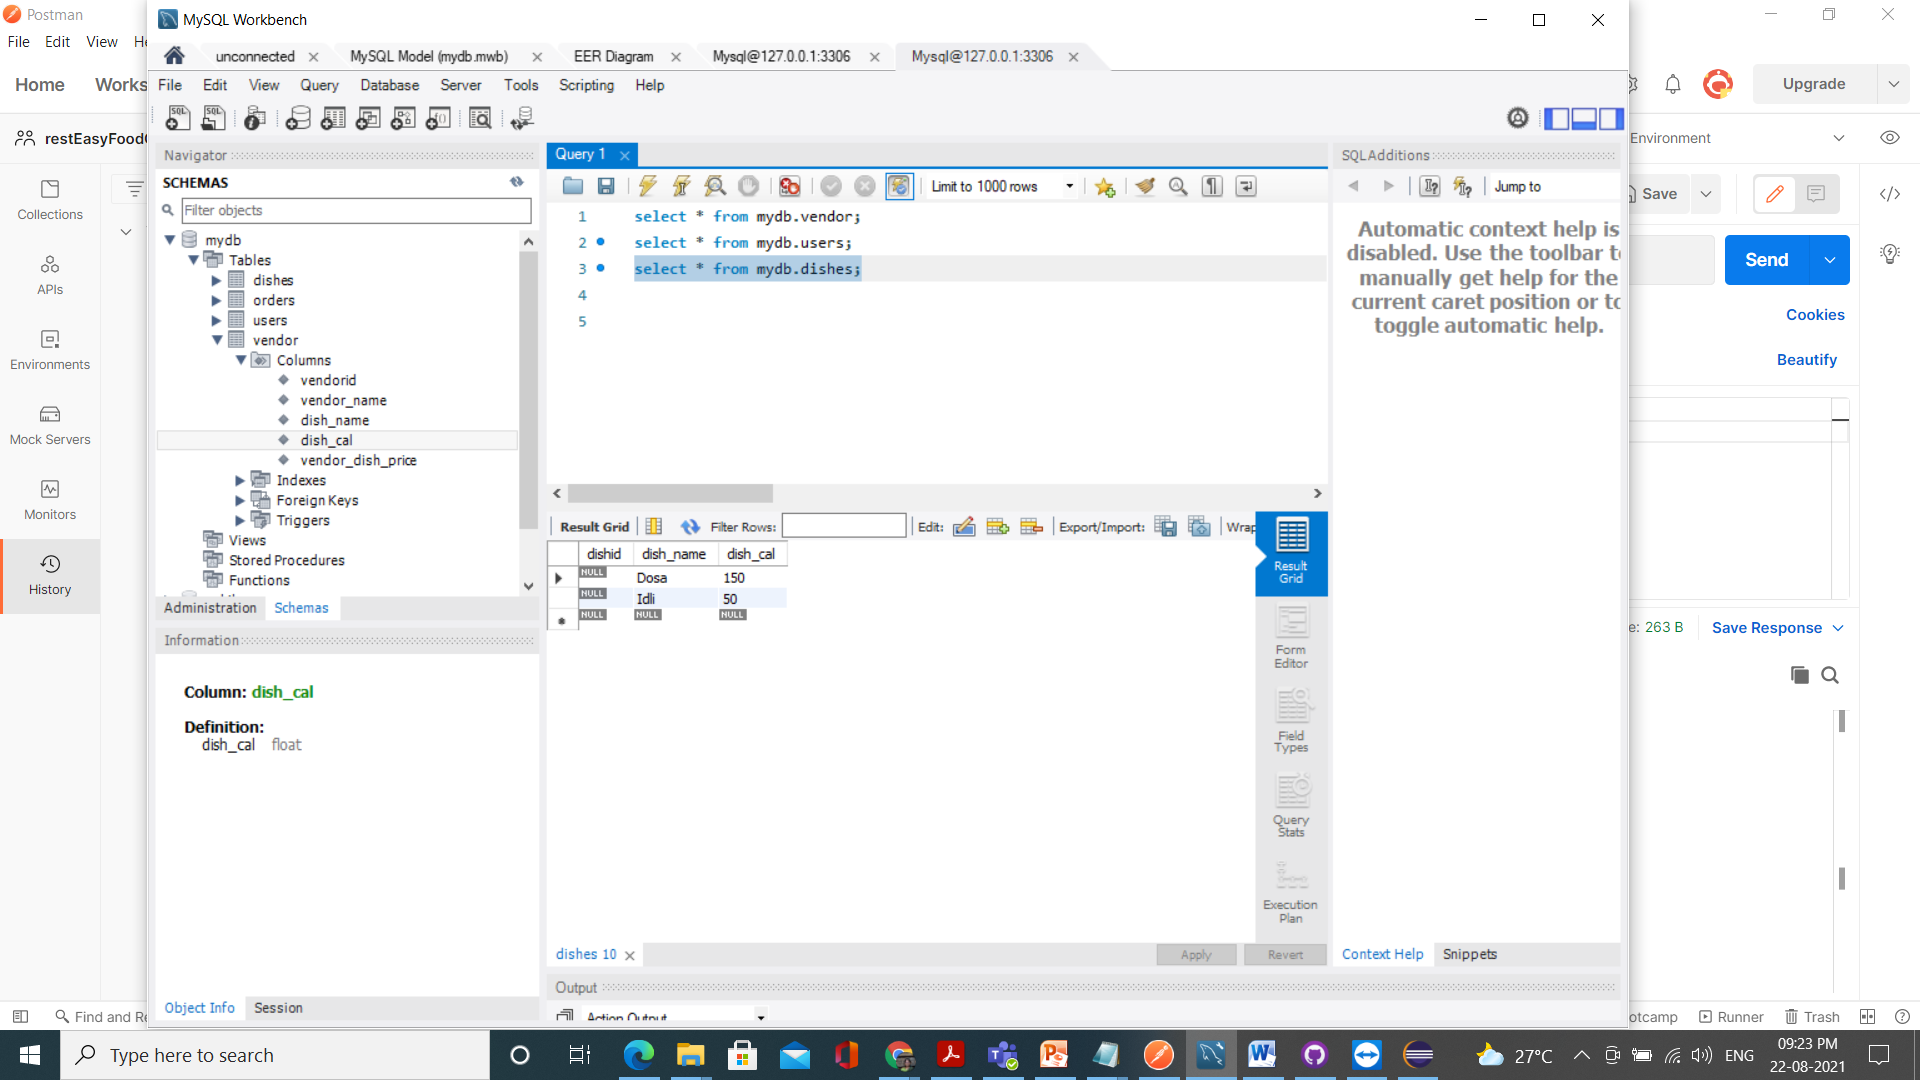 Postman
File Edit View He
Home Works
Upgrade
restEasyFood
Environment
Collections
APIs
Environments
Mock Servers
Monitors
History
Save
Send
Cookies
Beautify
e: 263 B Save Response
Find and Re
otcamp Runner Trash
MySQL Workbench
unconnected MySQL Model (mydb.mwb) EER Diagram Mysql@127.0.0.1:3306 Mysql@127.0.0.1:3306
File Edit View Query Database Server Tools Scripting Help
Navigator
SCHEMAS
Filter objects
mydb
Tables
dishes
orders
users
vendor
Columns
vendorid
vendor_name
dish_name
dish_cal
vendor_dish_price
Indexes
Foreign Keys
Triggers
Views
Stored Procedures
Functions
Administration Schemas
Information
Column: dish_cal
Definition:
dish_cal float
Object Info Session
Query 1
Limit to 1000 rows
1 select * from mydb.vendor;
2 select * from mydb.users;
3 select * from mydb.dishes;
4
5
Result Grid Filter Rows: Edit: Export/Import: Wrap
dishid dish_name dish_cal
NULL Dosa 150
NULL Idli 50
NULL NULL NULL
Result
Grid
Form
Editor
Field
Types
Query
Stats
Execution
Plan
dishes 10
Apply Revert
Output
Action Output
SQLAdditions
Jump to
Automatic context help is
disabled. Use the toolbar to
manually get help for the
current caret position or to
toggle automatic help.
Context Help Snippets
Type here to search
27°C ENG
09:23 PM
22-08-2021